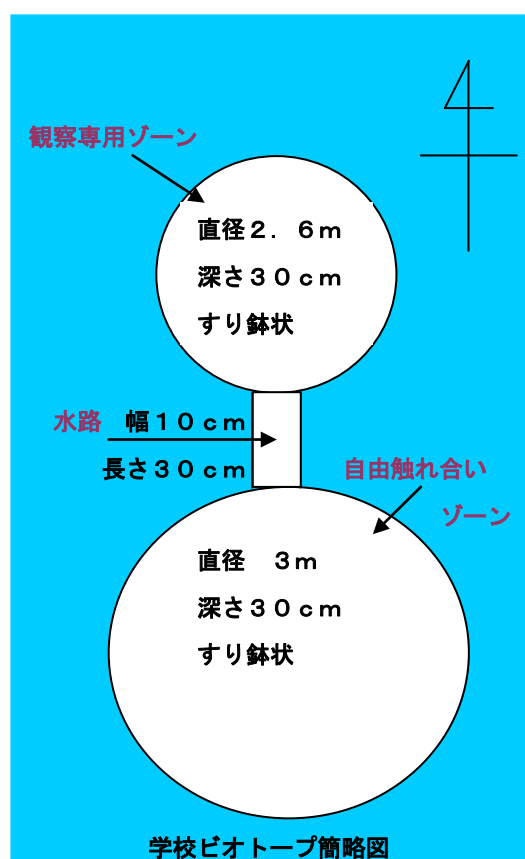 観察専用ゾーン
直径２．６ｍ
深さ３０ｃｍ
すり鉢状
水路　幅１０ｃｍ
長さ３０ｃｍ
自由触れ合い
ゾーン
直径　３ｍ
深さ３０ｃｍ
すり鉢状
学校ビオトープ簡略図